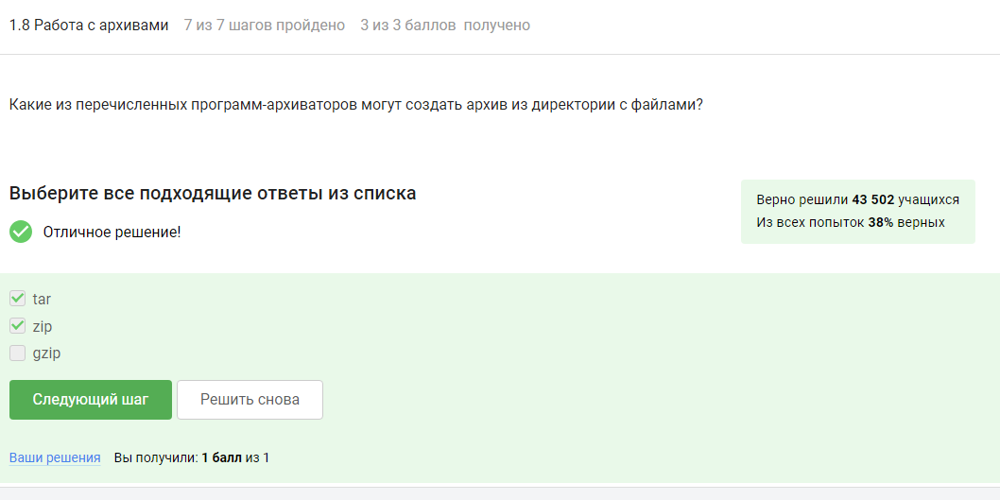 1.8 Работа с архивами 7 из 7 шагов пройдено 3 из 3 баллов получено
Какие из перечисленных программ-архиваторов могут создать архив из директории с файлами?
Выберите все подходящие ответы из списка
Верно решили 43 502 учащихся
Из всех попыток 38% верных
Отличное решение!
tar
zip
gzip
Следующий шаг Решить снова
Ваши решения Вы получили: 1 балл из 1